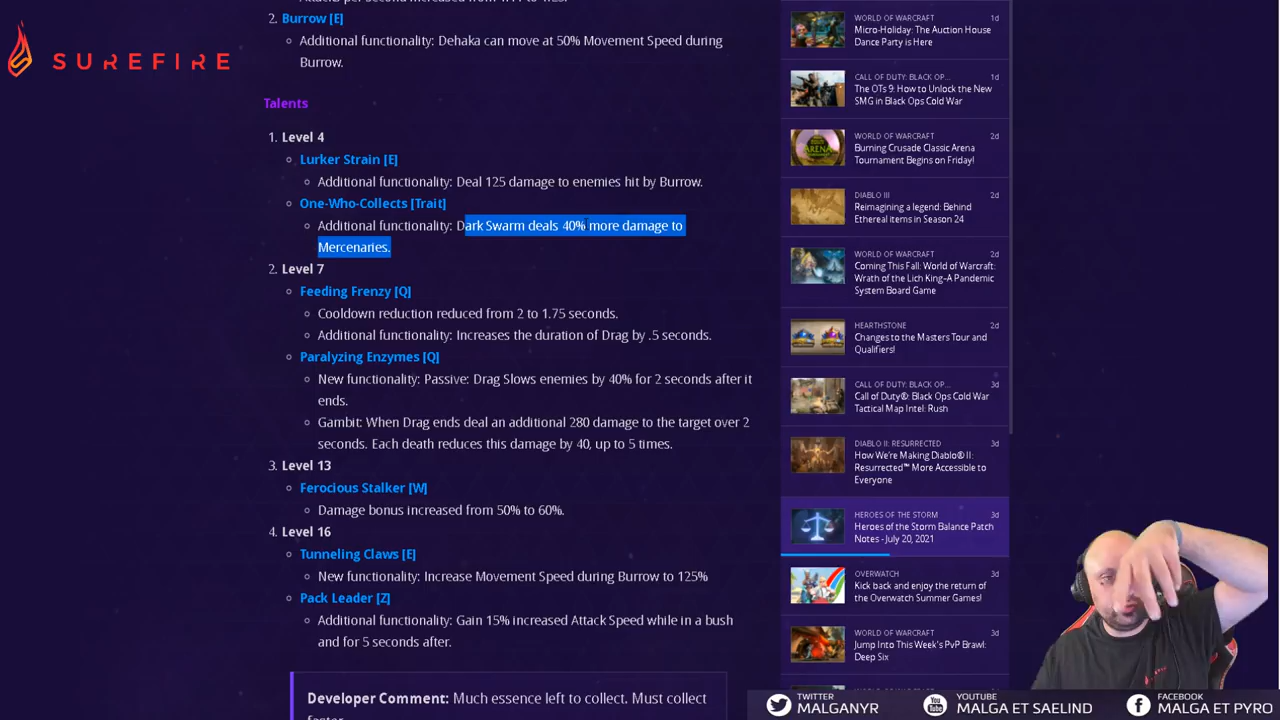 SUREFIRE
2. Burrow [E]
Additional functionality: Dehaka can move at 50% Movement Speed during
Burrow.
Talents
1. Level 4
Lurker Strain [E]
Additional functionality: Deal 125 damage to enemies hit by Burrow.
One-Who-Collects [Trait]
Additional functionality: Dark Swarm deals 40% more damage to
Mercenaries.
2. Level 7
Feeding Frenzy [Q]
Cooldown reduction reduced from 2 to 1.75 seconds.
Additional functionality: Increases the duration of Drag by .5 seconds.
Paralyzing Enzymes [Q]
New functionality: Passive: Drag Slows enemies by 40% for 2 seconds after it
ends.
Gambit: When Drag ends deal an additional 280 damage to the target over 2
seconds. Each death reduces this damage by 40, up to 5 times.
3. Level 13
Ferocious Stalker [W]
Damage bonus increased from 50% to 60%.
4. Level 16
Tunneling Claws [E]
New functionality: Increase Movement Speed during Burrow to 125%
Pack Leader [Z]
Additional functionality: Gain 15% increased Attack Speed while in a bush
and for 5 seconds after.
Developer Comment: Much essence left to collect. Must collect
WORLD OF WARCRAFT 1d
Micro-Holiday: The Auction House
Dance Party is Here
CALL OF DUTY: BLACK OP... 1d
The OTs 9: How to Unlock the New
SMG in Black Ops Cold War
WORLD OF WARCRAFT 2d
Burning Crusade Classic Arena
Tournament Begins on Friday!
DIABLO III 2d
Reimagining a legend: Behind
Ethereal items in Season 24
WORLD OF WARCRAFT 2d
Coming This Fall: World of Warcraft:
Wrath of the Lich King–A Pandemic
System Board Game
HEARTHSTONE 2d
Changes to the Masters Tour and
Qualifiers!
CALL OF DUTY: BLACK OP... 3d
Call of Duty®: Black Ops Cold War
Tactical Map Intel: Rush
DIABLO II: RESURRECTED 3d
How We're Making Diablo® II:
Resurrected™ More Accessible to
Everyone
HEROES OF THE STORM 3d
Heroes of the Storm Balance Patch
Notes - July 20, 2021
OVERWATCH 3d
Kick back and enjoy the return of
the Overwatch Summer Games!
WORLD OF WARCRAFT 3d
Jump Into This Week's PvP Brawl:
Deep Six
TWITTER
MALGANYR
YOUTUBE
MALGA ET SAELIND
FACEBOOK
MALGA ET PYRO